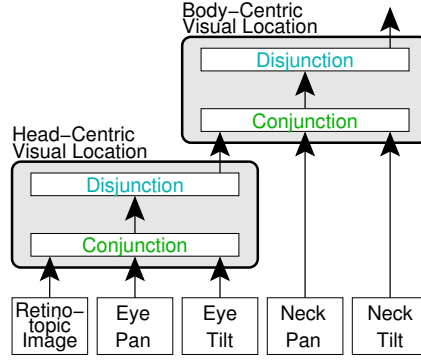 Body−Centric
Visual Location
Disjunction
Conjunction
Head−Centric
Visual Location
Disjunction
Conjunction
Retino−
topic
Image
Eye
Pan
Eye
Tilt
Neck
Pan
Neck
Tilt